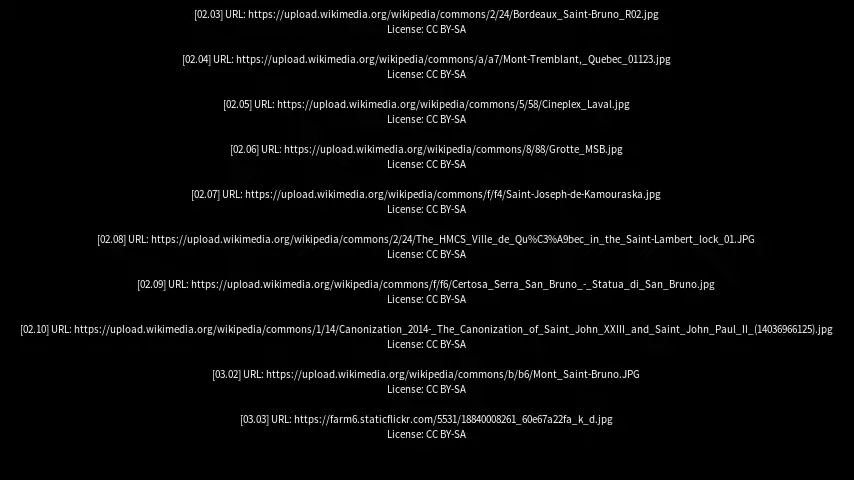 [02.03] URL: https://upload.wikimedia.org/wikipedia/commons/2/24/Bordeaux_Saint-Bruno_R02.jpg
License: CC BY-SA
[02.04] URL: https://upload.wikimedia.org/wikipedia/commons/a/a7/Mont-Tremblant,_Quebec_01123.jpg
License: CC BY-SA
[02.05] URL: https://upload.wikimedia.org/wikipedia/commons/5/58/Cineplex_Laval.jpg
License: CC BY-SA
[02.06] URL: https://upload.wikimedia.org/wikipedia/commons/8/88/Grotte_MSB.jpg
License: CC BY-SA
[02.07] URL: https://upload.wikimedia.org/wikipedia/commons/f/f4/Saint-Joseph-de-Kamouraska.jpg
License: CC BY-SA
[02.08] URL: https://upload.wikimedia.org/wikipedia/commons/2/24/The_HMCS_Ville_de_Qu%C3%A9bec_in_the_Saint-Lambert_lock_01.JPG
License: CC BY-SA
[02.09] URL: https://upload.wikimedia.org/wikipedia/commons/f/f6/Certosa_Serra_San_Bruno_-_Statua_di_San_Bruno.jpg
License: CC BY-SA
[02.10] URL: https://upload.wikimedia.org/wikipedia/commons/1/14/Canonization_2014-_The_Canonization_of_Saint_John_XXIII_and_Saint_John_Paul_II_(14036966125).jpg
License: CC BY-SA
[03.02] URL: https://upload.wikimedia.org/wikipedia/commons/b/b6/Mont_Saint-Bruno.JPG
License: CC BY-SA
[03.03] URL: https://farm6.staticflickr.com/5531/18840008261_60e67a22fa_k_d.jpg
License: CC BY-SA